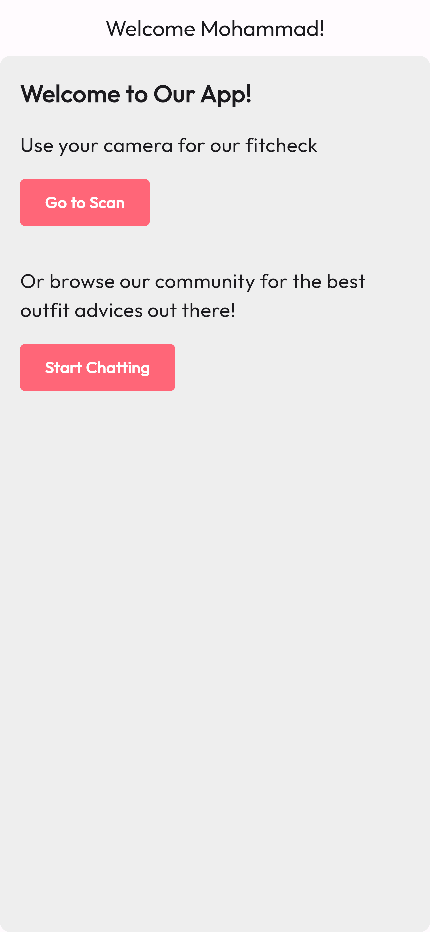 Welcome Mohammad!
Welcome to Our App!
Use your camera for our fitcheck
Go to Scan
Or browse our community for the best
outfit advices out there!
Start Chatting